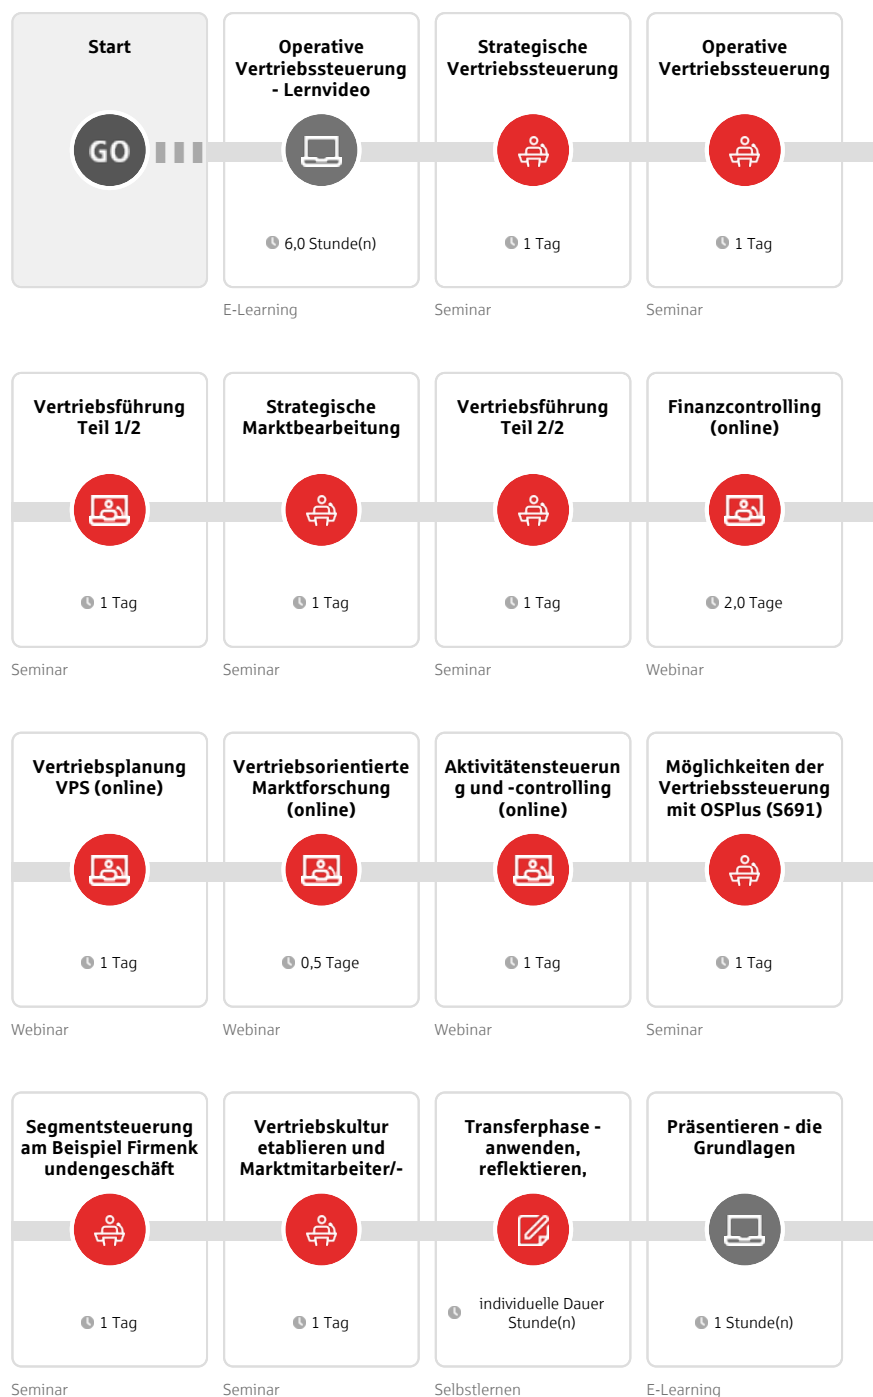 Start
GO
Operative
Vertriebssteuerung
- Lernvideo
6,0 Stunde(n)
E-Learning
Strategische
Vertriebssteuerung
1 Tag
Seminar
Operative
Vertriebssteuerung
1 Tag
Seminar
Vertriebsführung
Teil 1/2
1 Tag
Seminar
Strategische
Marktbearbeitung
1 Tag
Seminar
Vertriebsführung
Teil 2/2
1 Tag
Seminar
Finanzcontrolling
(online)
2,0 Tage
Webinar
Vertriebsplanung
VPS (online)
1 Tag
Webinar
Vertriebsorientierte
Marktforschung
(online)
0,5 Tage
Webinar
Aktivitätensteuerun
g und -controlling
(online)
1 Tag
Webinar
Möglichkeiten der
Vertriebssteuerung
mit OSPlus (S691)
1 Tag
Seminar
Segmentsteuerung
am Beispiel Firmenk
undengeschäft
1 Tag
Seminar
Vertriebskultur
etablieren und
Marktmitarbeiter/-
1 Tag
Seminar
Transferphase -
anwenden,
reflektieren,
individuelle Dauer
Stunde(n)
Selbstlernen
Präsentieren - die
Grundlagen
1 Stunde(n)
E-Learning